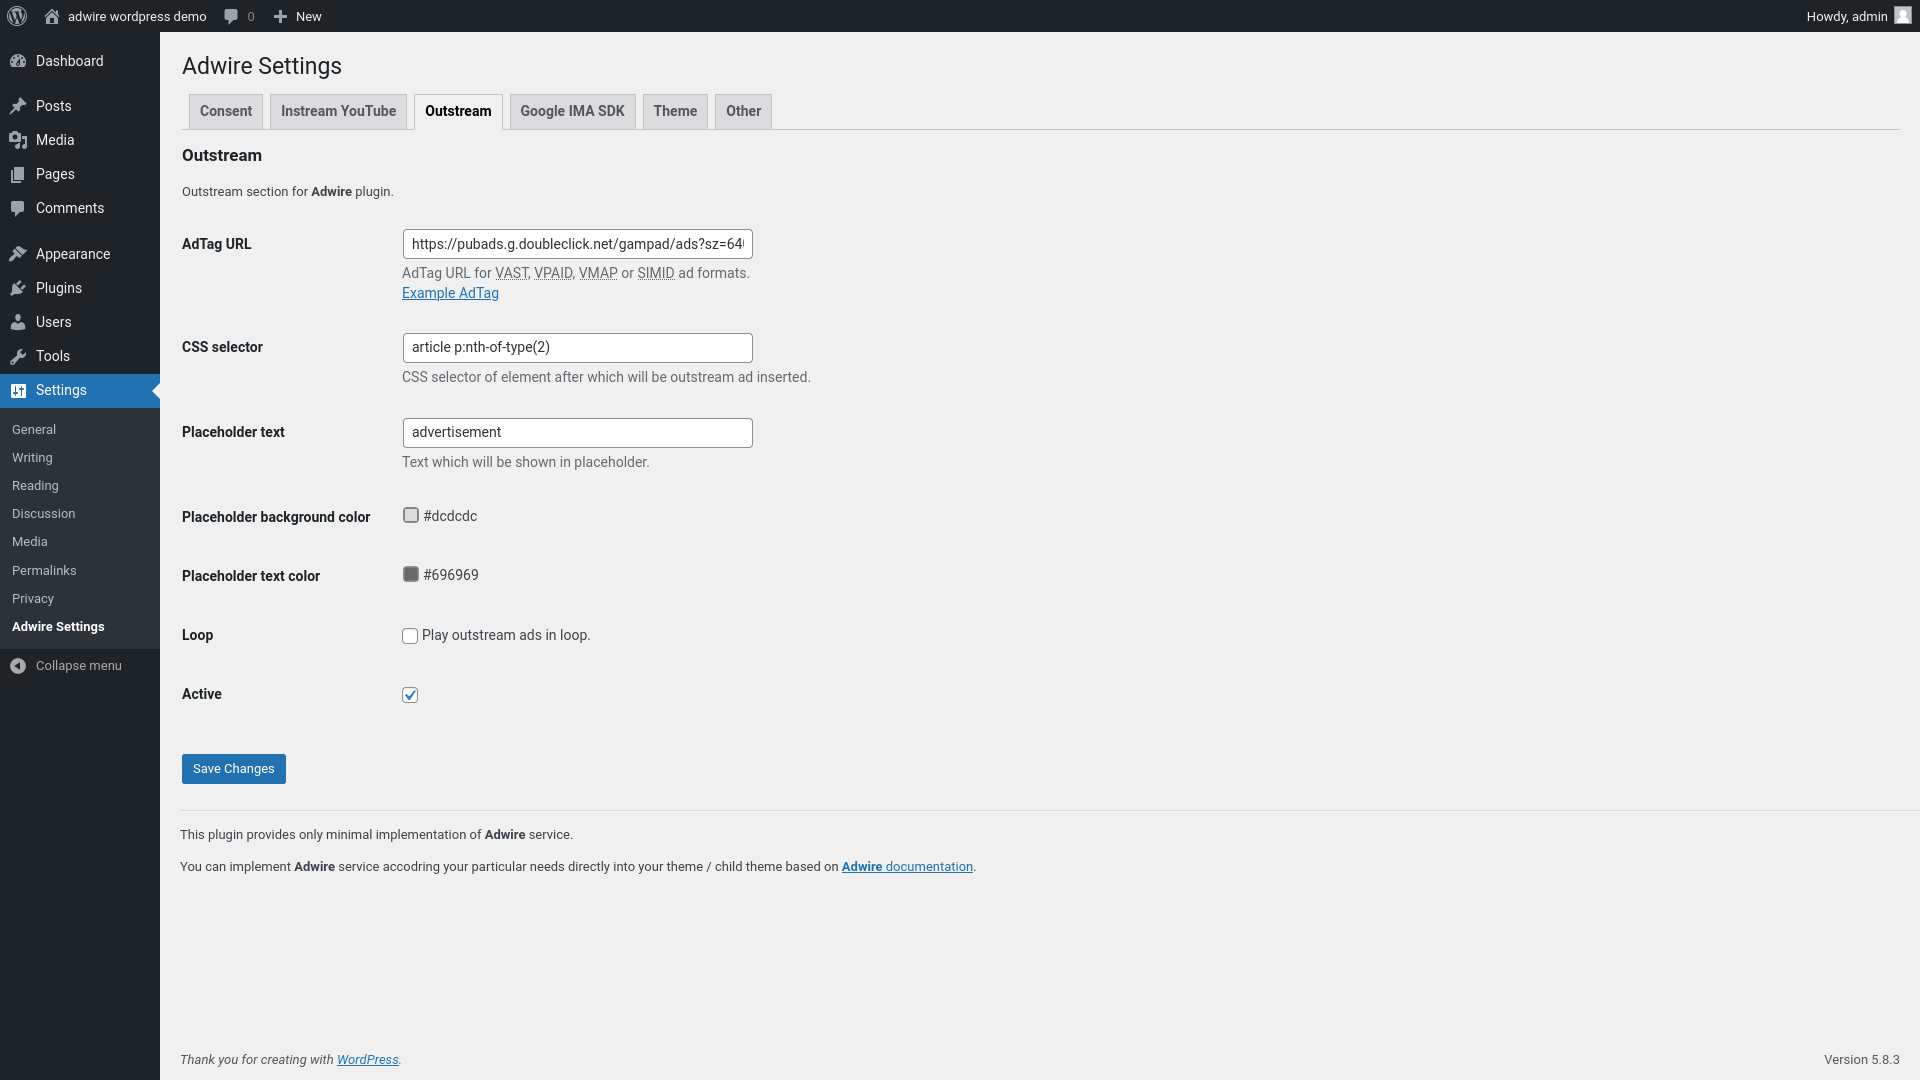 adwire wordpress demo 0 New Howdy, admin
Dashboard
Posts
Media
Pages
Comments
Appearance
Plugins
Users
Tools
Settings
General
Writing
Reading
Discussion
Media
Permalinks
Privacy
Adwire Settings
Collapse menu
Adwire Settings
Consent Instream YouTube Outstream Google IMA SDK Theme Other
Outstream
Outstream section for Adwire plugin.
AdTag URL https://pubads.g.doubleclick.net/gampad/ads?sz=64
AdTag URL for VAST, VPAID, VMAP or SIMID ad formats.
Example AdTag
CSS selector article p:nth-of-type(2)
CSS selector of element after which will be outstream ad inserted.
Placeholder text advertisement
Text which will be shown in placeholder.
Placeholder background color #dcdcdc
Placeholder text color #696969
Loop Play outstream ads in loop.
Active
Save Changes
This plugin provides only minimal implementation of Adwire service.
You can implement Adwire service accodring your particular needs directly into your theme / child theme based on Adwire documentation.
Thank you for creating with WordPress. Version 5.8.3